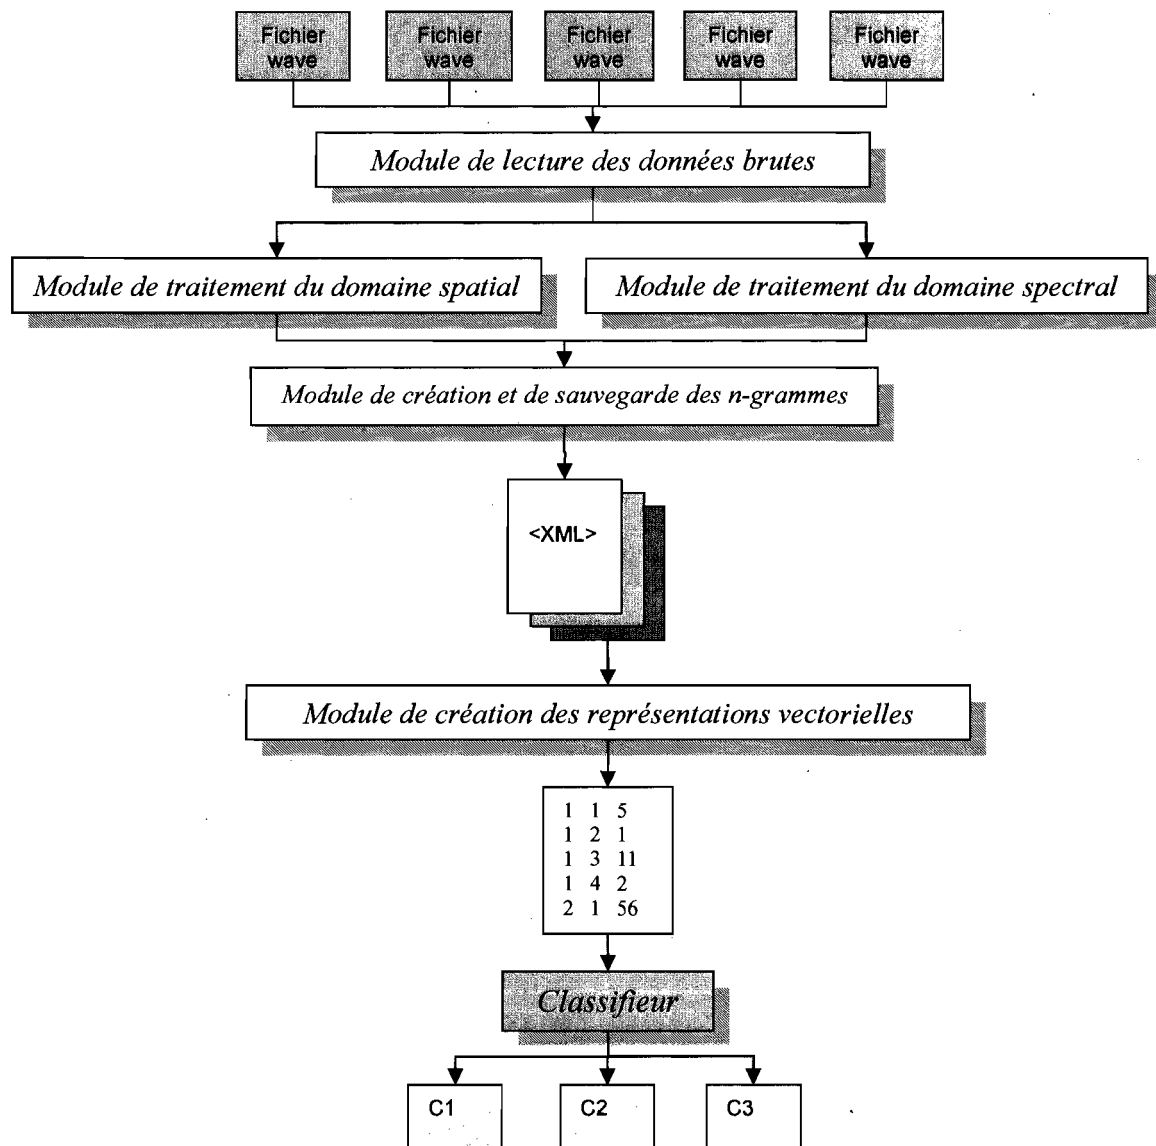 Fichier
wave
Fichier
wave
Fichier
wave
Fichier
wave
Fichier
wave
Module de lecture des données brutes
Module de traitement du domaine spatial
Module de traitement du domaine spectral
Module de création et de sauvegarde des n-grammes
<XML>
Module de création des représentations vectorielles
1 1 5
1 2 1
1 3 11
1 4 2
2 1 56
Classifieur
C1
C2
C3